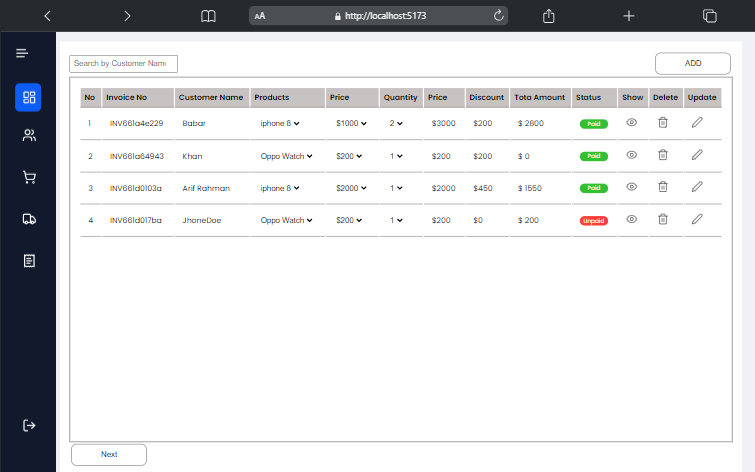 AA http://localhost:5173
Search by Customer Name
ADD
No Invoice No Customer Name Products Price Quantity Price Discount Tota Amount Status Show Delete Update
1 INV661a4e229 Babar iphone 8 $1000 2 $3000 $200 $ 2800 Paid
2 INV661a64943 Khan Oppo Watch $200 1 $200 $200 $ 0 Paid
3 INV661d0103a Arif Rahman iphone 8 $2000 1 $2000 $450 $ 1550 Paid
4 INV661d017ba JhoneDoe Oppo Watch $200 1 $200 $0 $ 200 Unpaid
Next